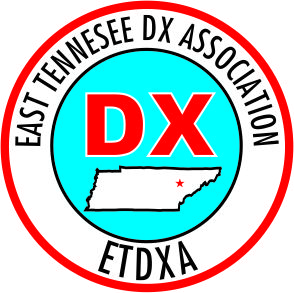 EAST TENNESEE DX ASSOCIATION
DX
ETDXA